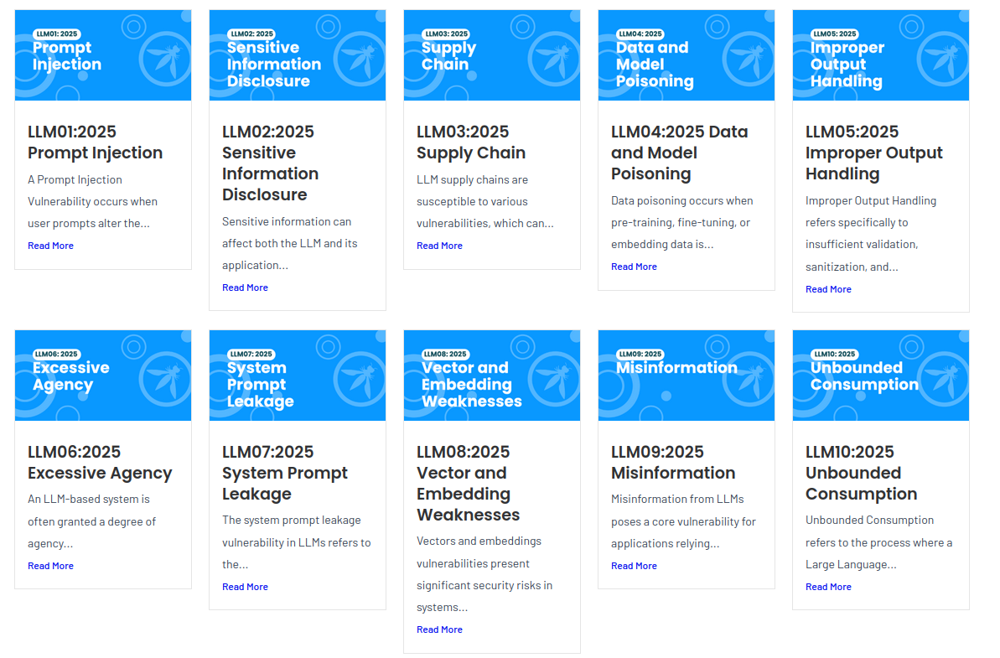 LLM01: 2025
Prompt
Injection
LLM01:2025
Prompt Injection
A Prompt Injection
Vulnerability occurs when
user prompts alter the...
Read More
LLM02: 2025
Sensitive
Information
Disclosure
LLM02:2025
Sensitive
Information
Disclosure
Sensitive information can
affect both the LLM and its
application...
Read More
LLM03: 2025
Supply
Chain
LLM03:2025
Supply Chain
LLM supply chains are
susceptible to various
vulnerabilities, which can...
Read More
LLM04: 2025
Data and
Model
Poisoning
LLM04:2025 Data
and Model
Poisoning
Data poisoning occurs when
pre-training, fine-tuning, or
embedding data is...
Read More
LLM05: 2025
Improper
Output
Handling
LLM05:2025
Improper Output
Handling
Improper Output Handling
refers specifically to
insufficient validation,
sanitization, and...
Read More
LLM06: 2025
Excessive
Agency
LLM06:2025
Excessive Agency
An LLM-based system is
often granted a degree of
agency...
Read More
LLM07: 2025
System
Prompt
Leakage
LLM07:2025
System Prompt
Leakage
The system prompt leakage
vulnerability in LLMs refers to
the...
Read More
LLM08: 2025
Vector and
Embedding
Weaknesses
LLM08:2025
Vector and
Embedding
Weaknesses
Vectors and embeddings
vulnerabilities present
significant security risks in
systems...
Read More
LLM09: 2025
Misinformation
LLM09:2025
Misinformation
Misinformation from LLMs
poses a core vulnerability for
applications relying...
Read More
LLM10: 2025
Unbounded
Consumption
LLM10:2025
Unbounded
Consumption
Unbounded Consumption
refers to the process where a
Large Language...
Read More